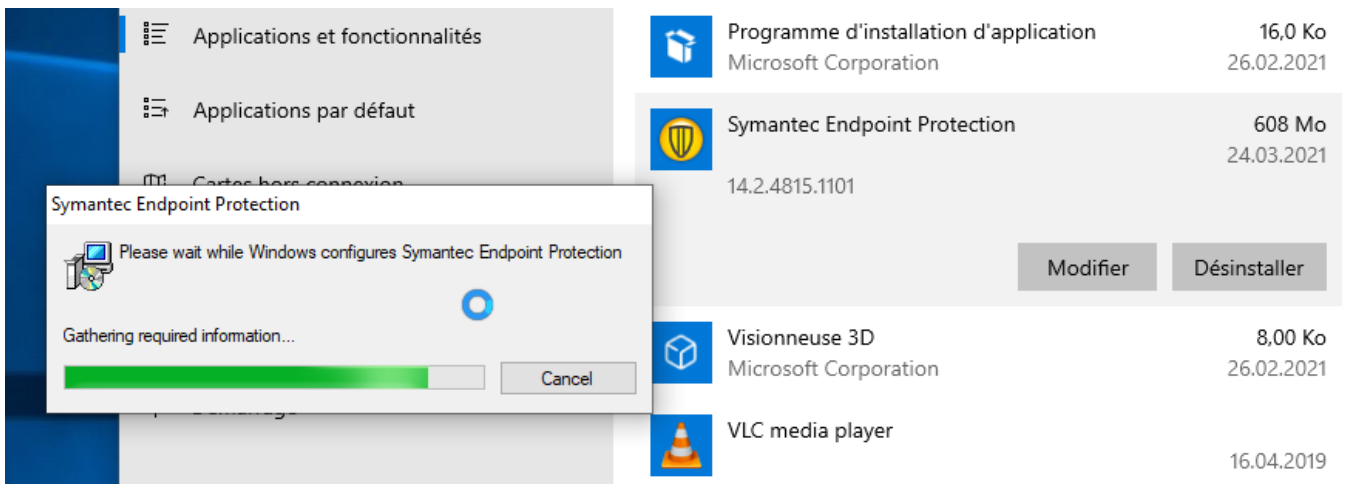 Applications et fonctionnalités
Applications par défaut
Cartes hors connexion
Symantec Endpoint Protection
Please wait while Windows configures Symantec Endpoint Protection
Gathering required information...
Cancel
Programme d'installation d'application
16,0 Ko
Microsoft Corporation
26.02.2021
Symantec Endpoint Protection
608 Mo
24.03.2021
14.2.4815.1101
Modifier
Désinstaller
Visionneuse 3D
8,00 Ko
Microsoft Corporation
26.02.2021
VLC media player
16.04.2019